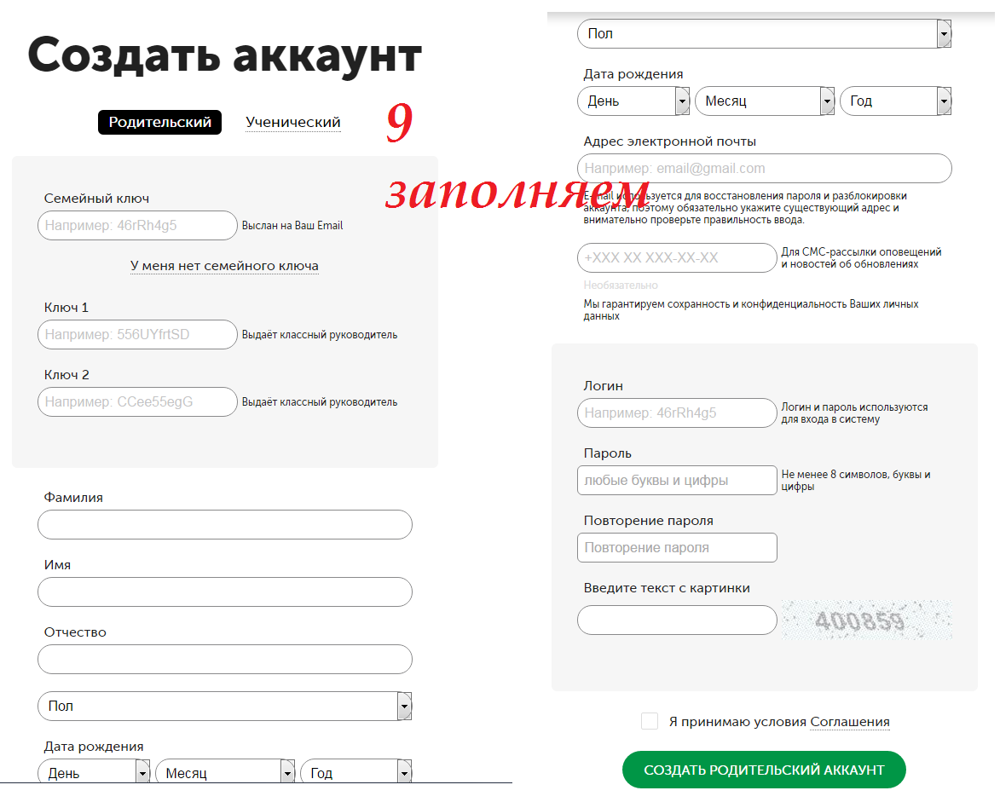 Создать аккаунт
Родительский Ученический
9
заполняем
Семейный ключ
Например: 46rRh4g5 Выслан на Ваш Email
У меня нет семейного ключа
Ключ 1
Например: 556UYfrtSD Выдаёт классный руководитель
Ключ 2
Например: CCee55egG Выдаёт классный руководитель
Фамилия
Имя
Отчество
Пол
Дата рождения
День Месяц Год
Пол
Дата рождения
День Месяц Год
Адрес электронной почты
Например: email@gmail.com
E-mail используется для восстановления пароля и разблокировки
аккаунта, поэтому обязательно укажите существующий адрес и
внимательно проверьте правильность ввода.
+XXX XX XXX-XX-XX Для СМС-рассылки оповещений
и новостей об обновлениях
Необязательно
Мы гарантируем сохранность и конфиденциальность Ваших личных
данных
Логин
Например: 46rRh4g5 Логин и пароль используются
для входа в систему
Пароль
любые буквы и цифры Не менее 8 символов, буквы и
цифры
Повторение пароля
Повторение пароля
Введите текст с картинки
400859
Я принимаю условия Соглашения
СОЗДАТЬ РОДИТЕЛЬСКИЙ АККАУНТ